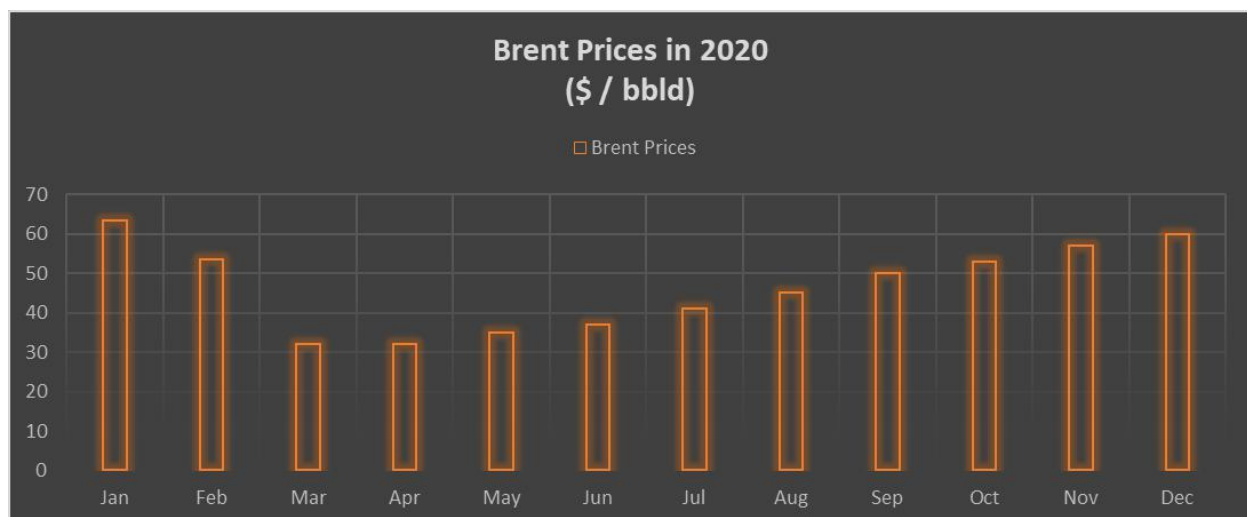 Brent Prices in 2020
($ / bbld)
Brent Prices
70
60
50
40
30
20
10
0
Jan Feb Mar Apr May Jun Jul Aug Sep Oct Nov Dec